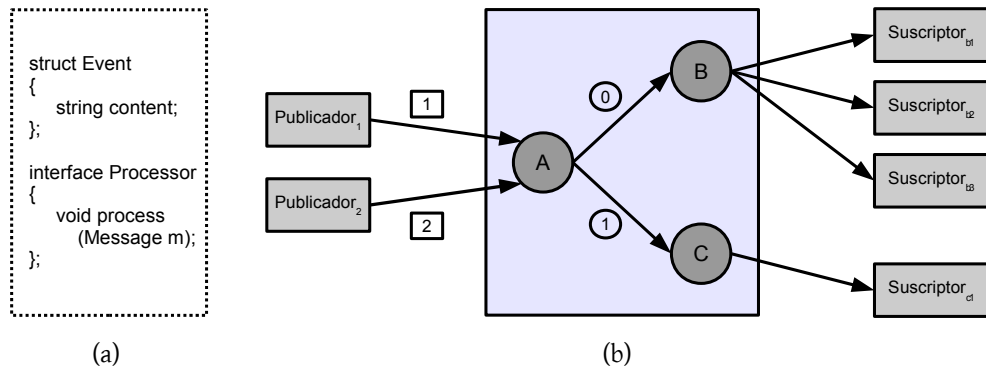 struct Event
{
string content;
};
interface Processor
{
void process
(Message m);
};
(a)
Publicador1
Publicador2
1
2
A
0
1
B
C
Suscriptorb1
Suscriptorb2
Suscriptorb3
Suscriptorc1
(b)